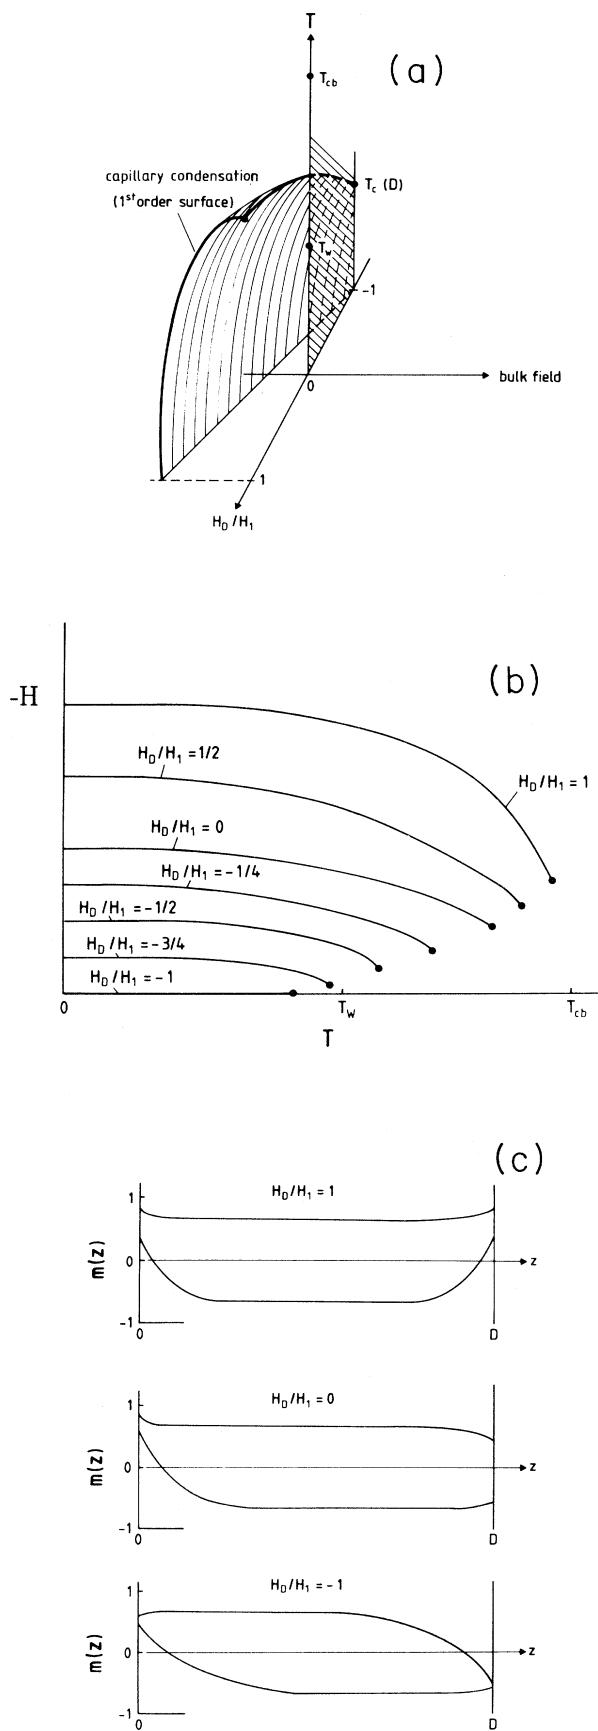 T
(a)
T_cb
capillary condensation
(1st order surface)
T_c (D)
T_w
-1
0
bulk field
1
H_D/H_1
(b)
-H
H_D/H_1 = 1/2
H_D/H_1 = 1
H_D/H_1 = 0
H_D/H_1 = -1/4
H_D/H_1 = -1/2
H_D/H_1 = -3/4
H_D/H_1 = -1
0
T_W
T_cb
T
(c)
H_D/H_1 = 1
1
m(z)
0
z
-1
0
D
H_D/H_1 = 0
1
m(z)
0
z
-1
0
D
H_D/H_1 = -1
1
m(z)
0
z
-1
0
D